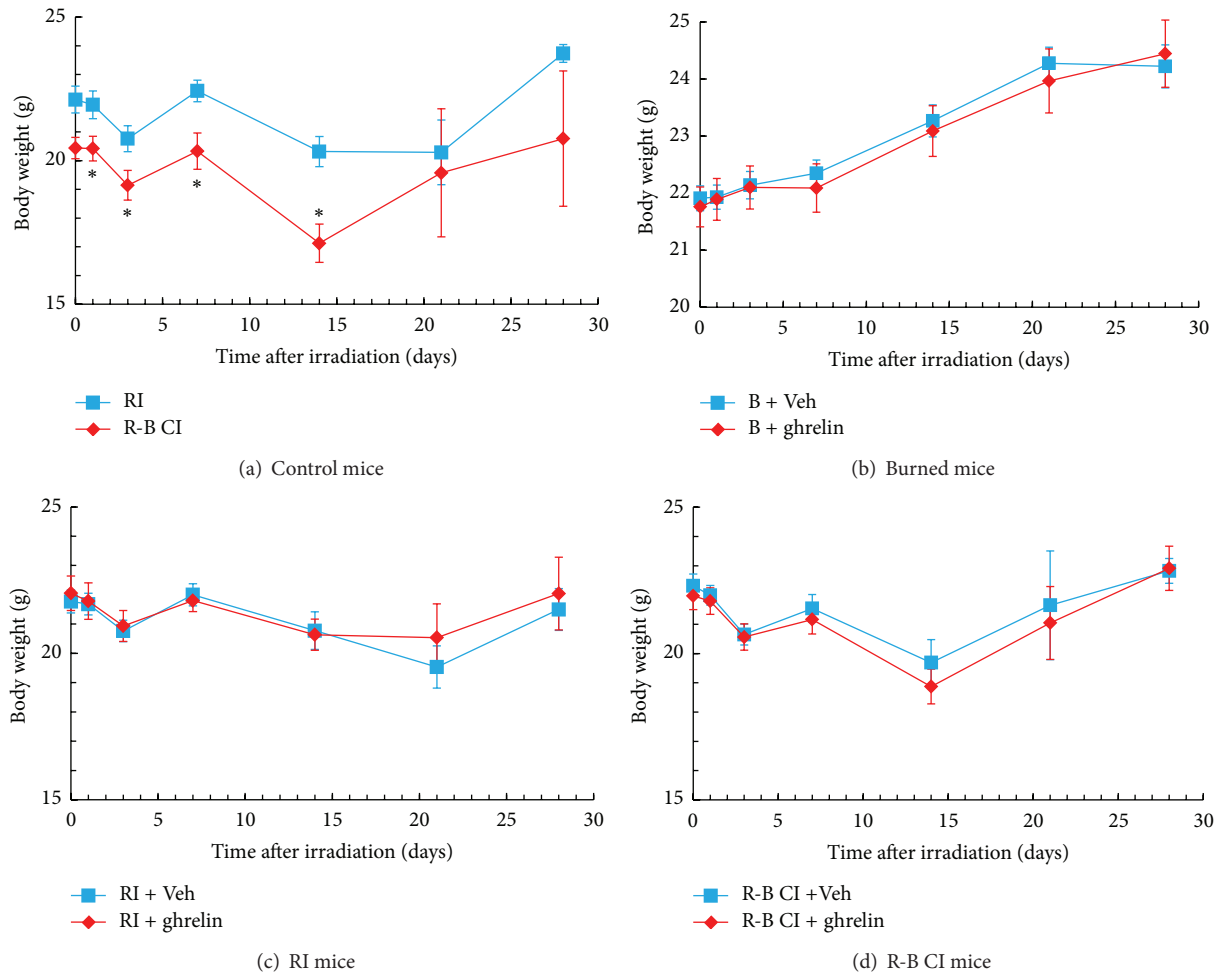 25
20
15
Body weight (g)
* * * *
0 5 10 15 20 25 30
Time after irradiation (days)
RI
R-B CI
(a) Control mice
25
24
23
22
21
20
Body weight (g)
0 5 10 15 20 25 30
Time after irradiation (days)
B + Veh
B + ghrelin
(b) Burned mice
25
20
15
Body weight (g)
0 5 10 15 20 25 30
Time after irradiation (days)
RI + Veh
RI + ghrelin
(c) RI mice
25
20
15
Body weight (g)
0 5 10 15 20 25 30
Time after irradiation (days)
R-B CI +Veh
R-B CI + ghrelin
(d) R-B CI mice